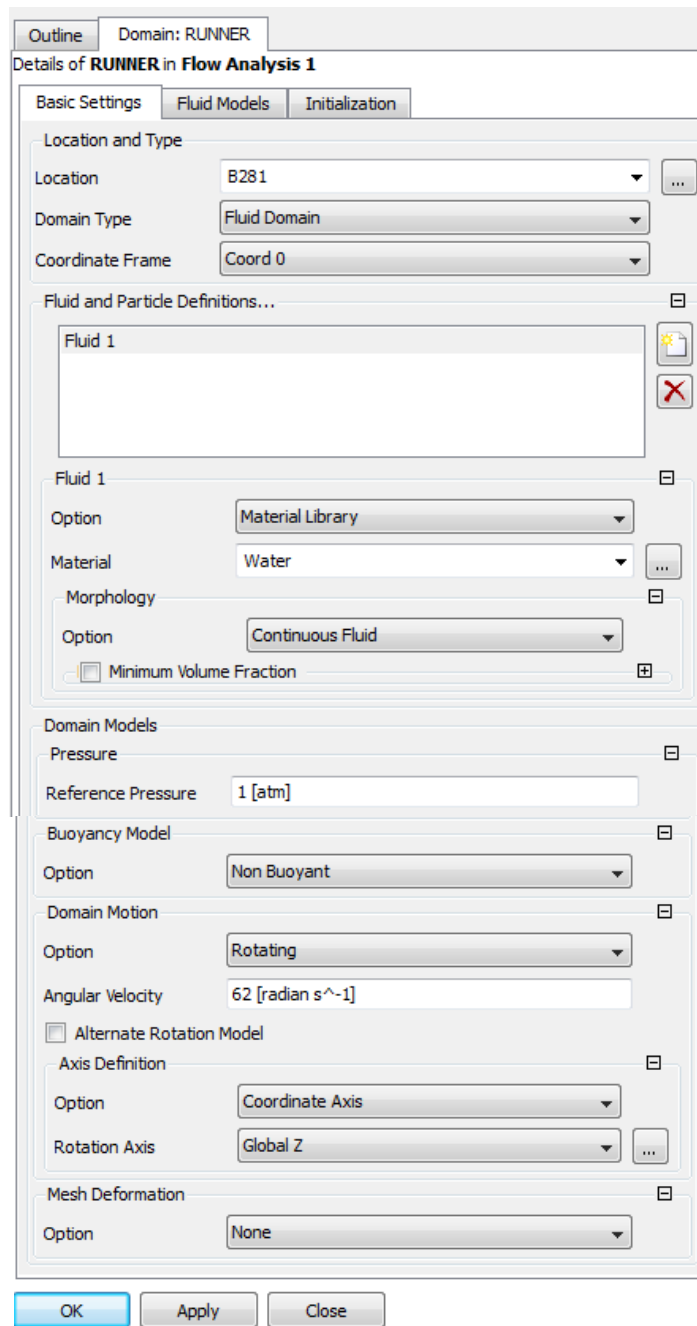 Outline Domain: RUNNER
Details of RUNNER in Flow Analysis 1
Basic Settings Fluid Models Initialization
Location and Type
Location B281 ...
Domain Type Fluid Domain
Coordinate Frame Coord 0
Fluid and Particle Definitions...
Fluid 1
Fluid 1
Option Material Library
Material Water ...
Morphology
Option Continuous Fluid
Minimum Volume Fraction
Domain Models
Pressure
Reference Pressure 1 [atm]
Buoyancy Model
Option Non Buoyant
Domain Motion
Option Rotating
Angular Velocity 62 [radian s^-1]
Alternate Rotation Model
Axis Definition
Option Coordinate Axis
Rotation Axis Global Z ...
Mesh Deformation
Option None
OK Apply Close